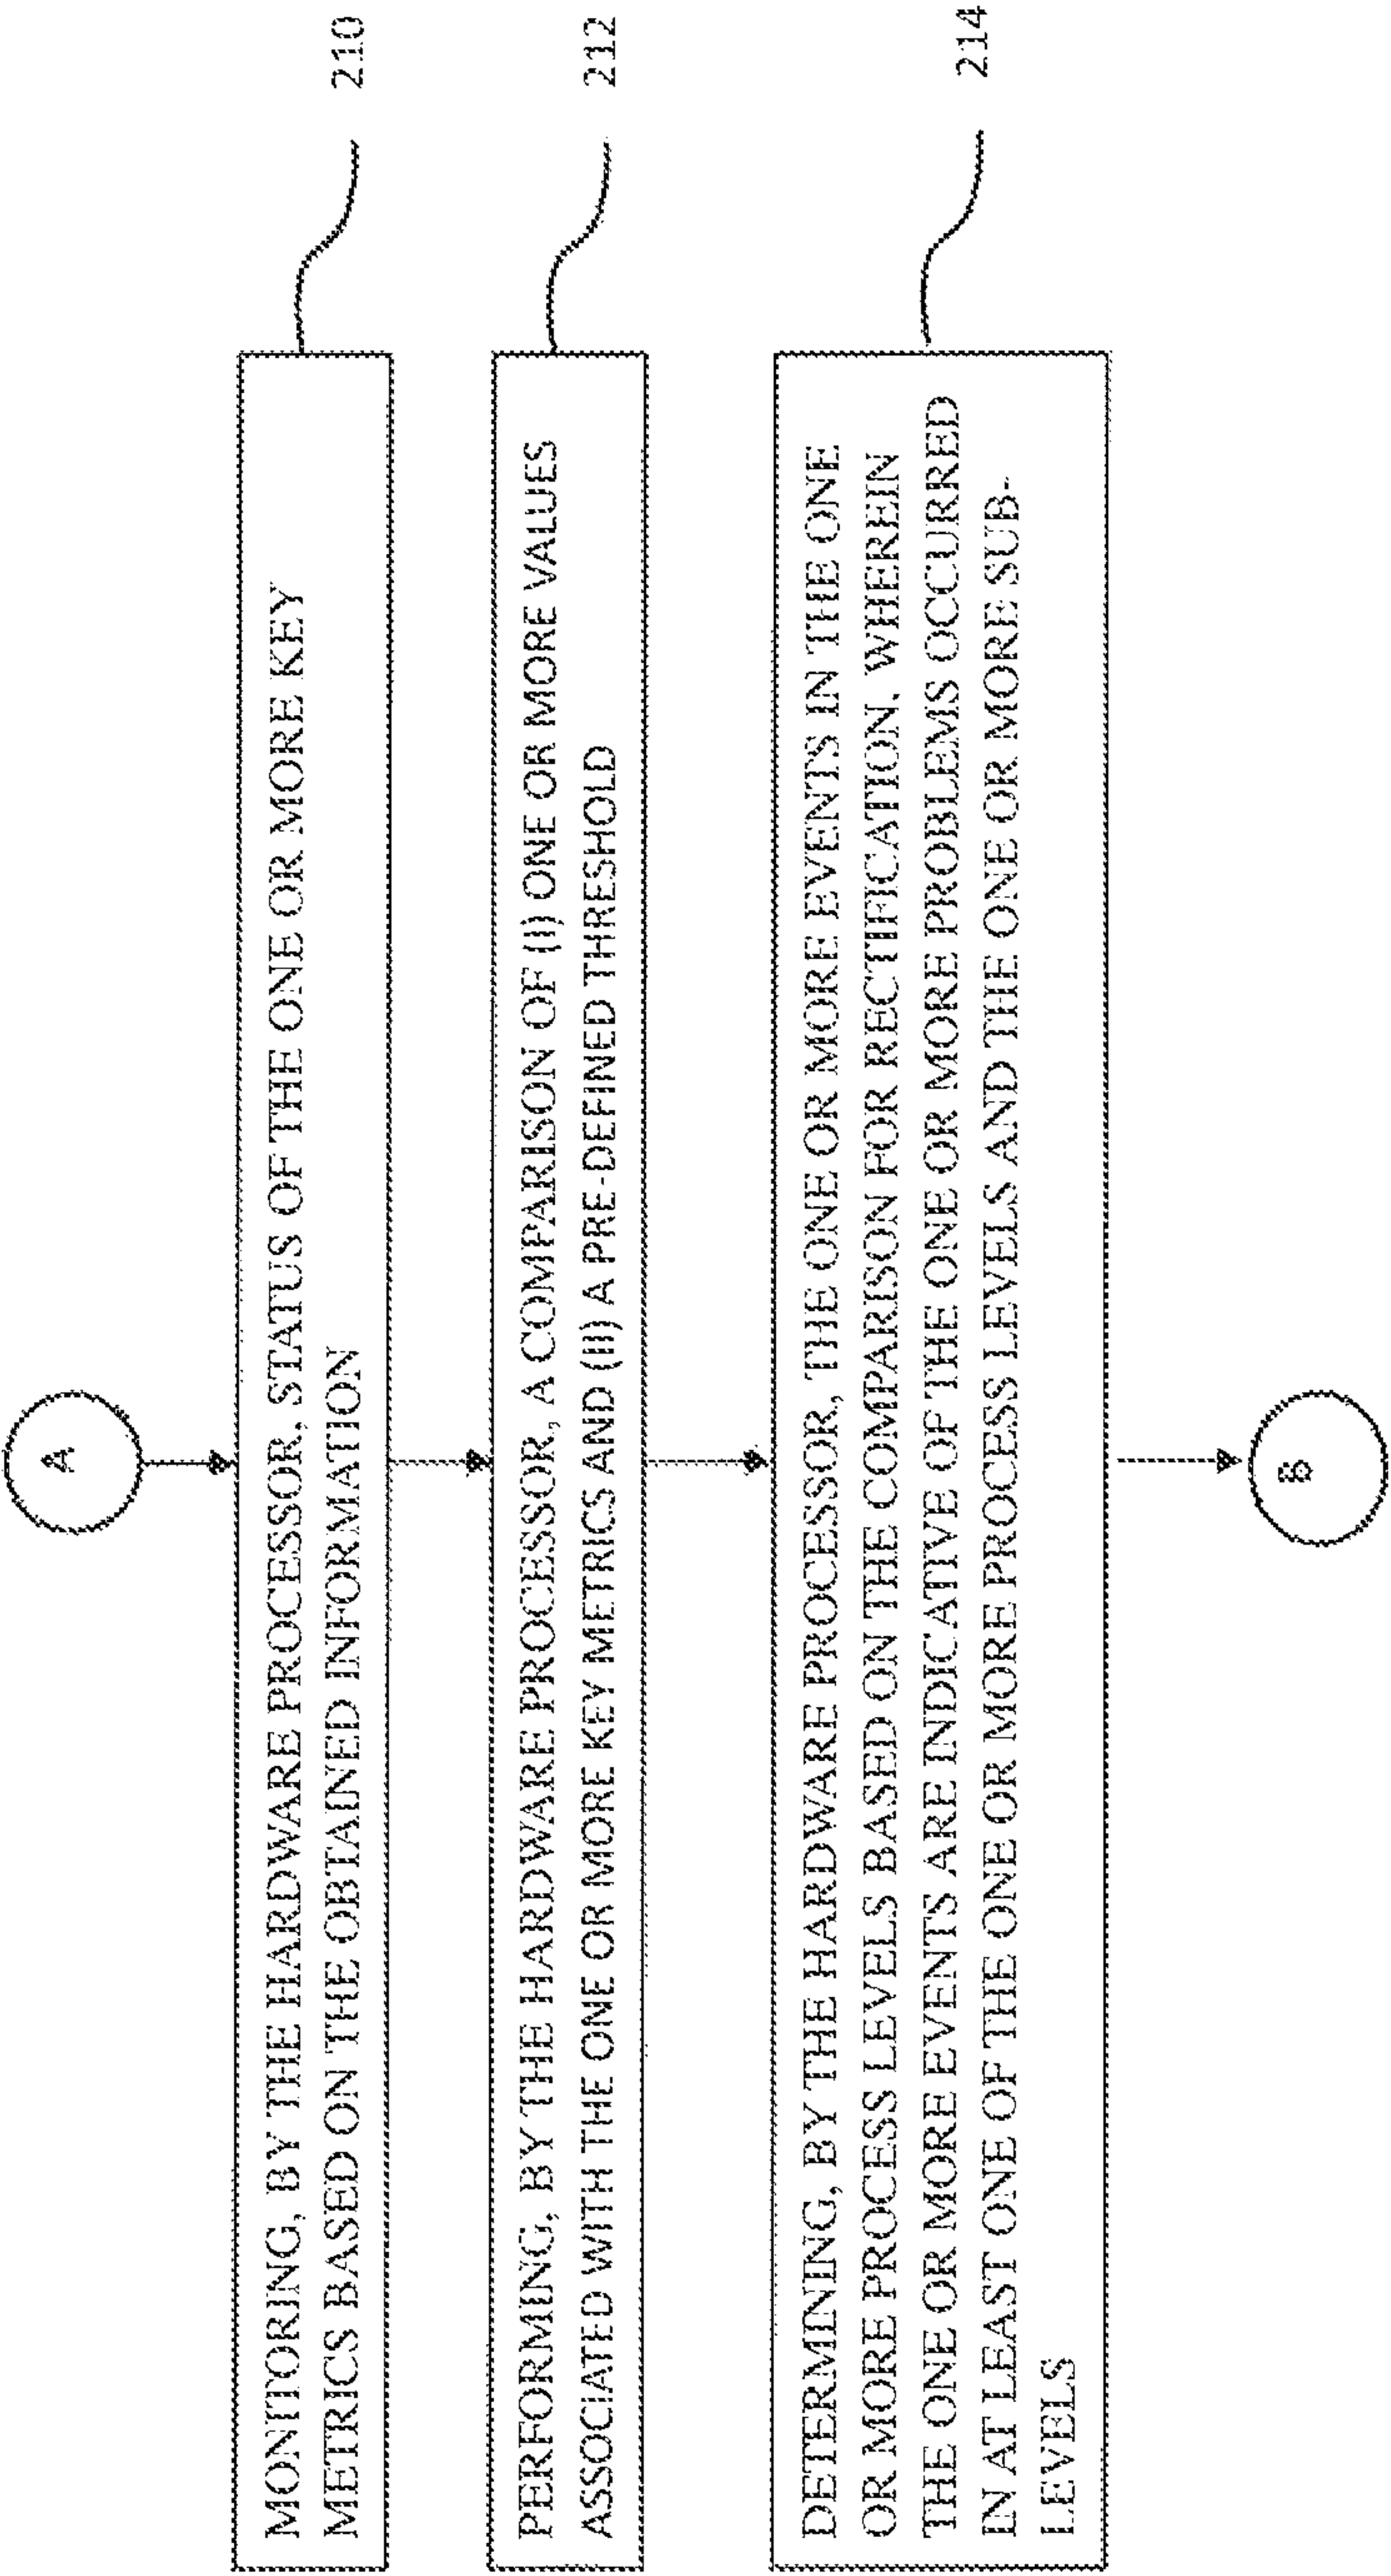 A
MONITORING, BY THE HARDWARE PROCESSOR, STATUS OF THE ONE OR MORE KEY
METRICS BASED ON THE OBTAINED INFORMATION
210
PERFORMING, BY THE HARDWARE PROCESSOR, A COMPARISON OF (I) ONE OR MORE VALUES
ASSOCIATED WITH THE ONE OR MORE KEY METRICS AND (II) A PRE-DEFINED THRESHOLD
212
DETERMINING, BY THE HARDWARE PROCESSOR, THE ONE OR MORE EVENTS IN THE ONE
OR MORE PROCESS LEVELS BASED ON THE COMPARISON FOR RECTIFICATION, WHEREIN
THE ONE OR MORE EVENTS ARE INDICATIVE OF THE ONE OR MORE PROBLEMS OCCURRED
IN AT LEAST ONE OF THE ONE OR MORE PROCESS LEVELS AND THE ONE OR MORE SUB-
LEVELS
214
B